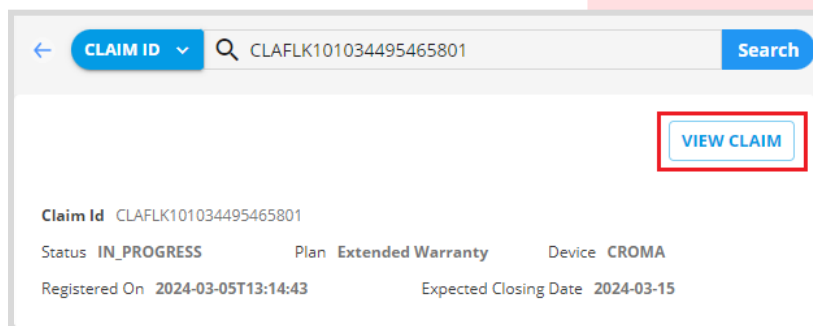 CLAIM ID CLAFLK101034495465801 Search
VIEW CLAIM
Claim Id CLAFLK101034495465801
Status IN_PROGRESS Plan Extended Warranty Device CROMA
Registered On 2024-03-05T13:14:43 Expected Closing Date 2024-03-15